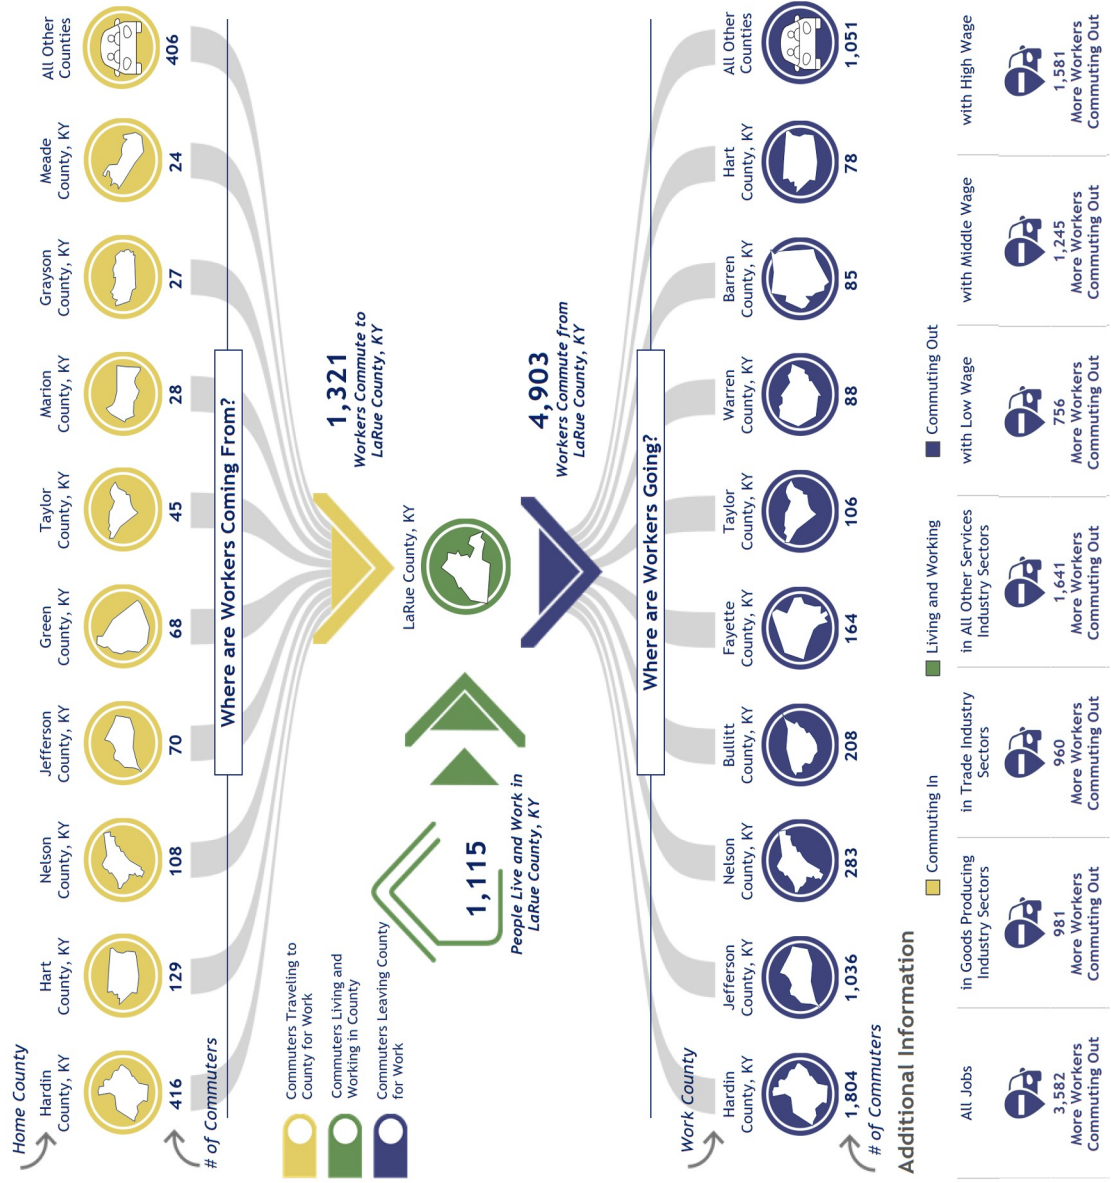 Home County
Hardin
County, KY
416
Hart
County, KY
129
Nelson
County, KY
108
Jefferson
County, KY
70
Green
County, KY
68
Taylor
County, KY
45
Marion
County, KY
28
Grayson
County, KY
27
Meade
County, KY
24
All Other
Counties
406
# of Commuters
Where are Workers Coming From?
Commuters Traveling to
County for Work
Commuters Living and
Working in County
Commuters Leaving County
for Work
1,321
Workers Commute to
LaRue County, KY
1,115
People Live and Work in
LaRue County, KY
LaRue County, KY
4,903
Workers Commute from
LaRue County, KY
Where are Workers Going?
Work County
Hardin
County, KY
1,804
Jefferson
County, KY
1,036
Nelson
County, KY
283
Bullitt
County, KY
208
Fayette
County, KY
164
Taylor
County, KY
106
Warren
County, KY
88
Barren
County, KY
85
Hart
County, KY
78
All Other
Counties
1,051
# of Commuters
Additional Information
Commuting In
Living and Working
Commuting Out
All Jobs
3,582
More Workers
Commuting Out
in Goods Producing
Industry Sectors
981
More Workers
Commuting Out
in Trade Industry
Sectors
960
More Workers
Commuting Out
in All Other Services
Industry Sectors
1,641
More Workers
Commuting Out
with Low Wage
756
More Workers
Commuting Out
with Middle Wage
1,245
More Workers
Commuting Out
with High Wage
1,581
More Workers
Commuting Out